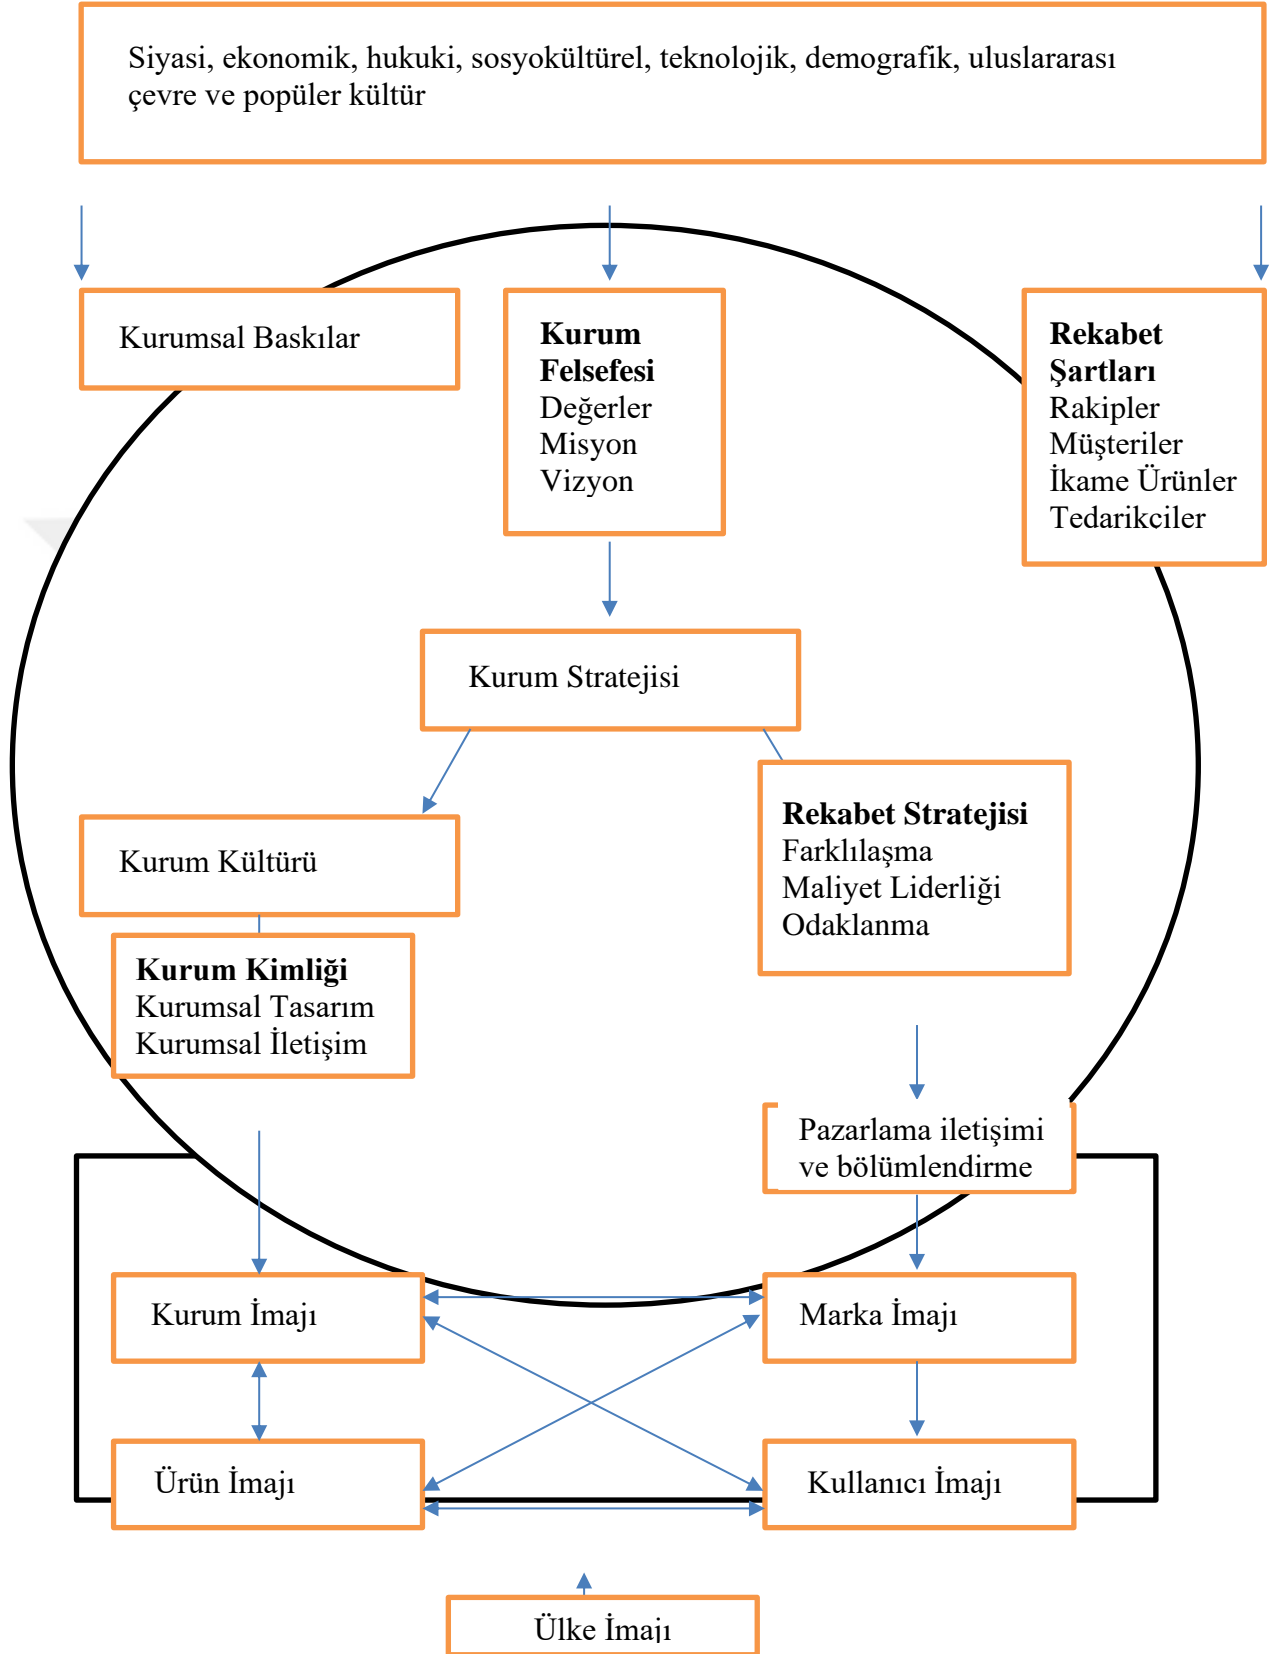 Siyasi, ekonomik, hukuki, sosyokültürel, teknolojik, demografik, uluslararası
çevre ve popüler kültür
Kurumsal Baskılar
Kurum
Felsefesi
Değerler
Misyon
Vizyon
Rekabet
Şartları
Rakipler
Müşteriler
İkame Ürünler
Tedarikciler
Kurum Stratejisi
Kurum Kültürü
Rekabet Stratejisi
Farklılaşma
Maliyet Liderliği
Odaklanma
Kurum Kimliği
Kurumsal Tasarım
Kurumsal İletişim
Pazarlama iletişimi
ve bölümlendirme
Kurum İmajı
Marka İmajı
Ürün İmajı
Kullanıcı İmajı
Ülke İmajı